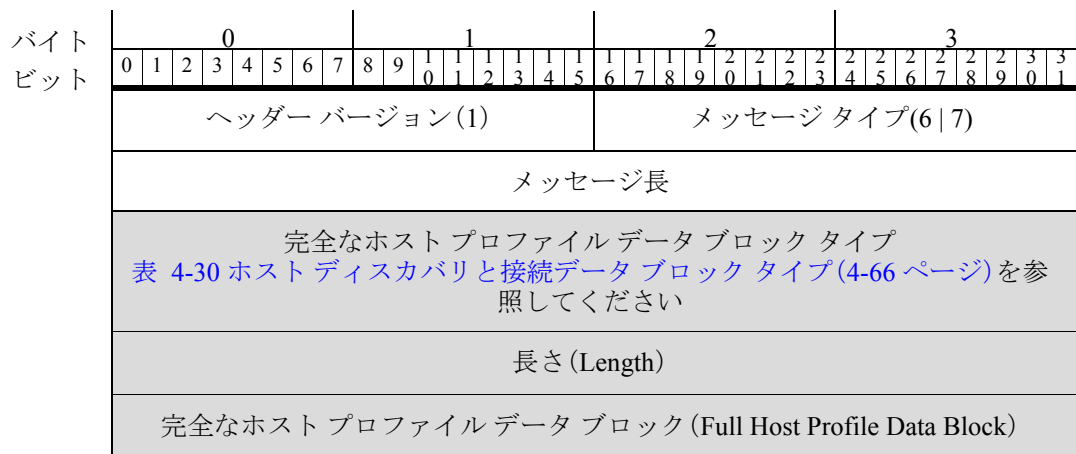 バイト 0 1 2 3
ビット 0 1 2 3 4 5 6 7 8 9 10 11 12 13 14 15 16 17 18 19 20 21 22 23 24 25 26 27 28 29 30 31
ヘッダー バージョン(1) メッセージ タイプ(6 | 7)
メッセージ長
完全なホスト プロファイル データ ブロック タイプ
表 4-30 ホスト ディスカバリと接続データ ブロック タイプ(4-66 ページ)を参
照してください
長さ(Length)
完全なホスト プロファイル データ ブロック(Full Host Profile Data Block)